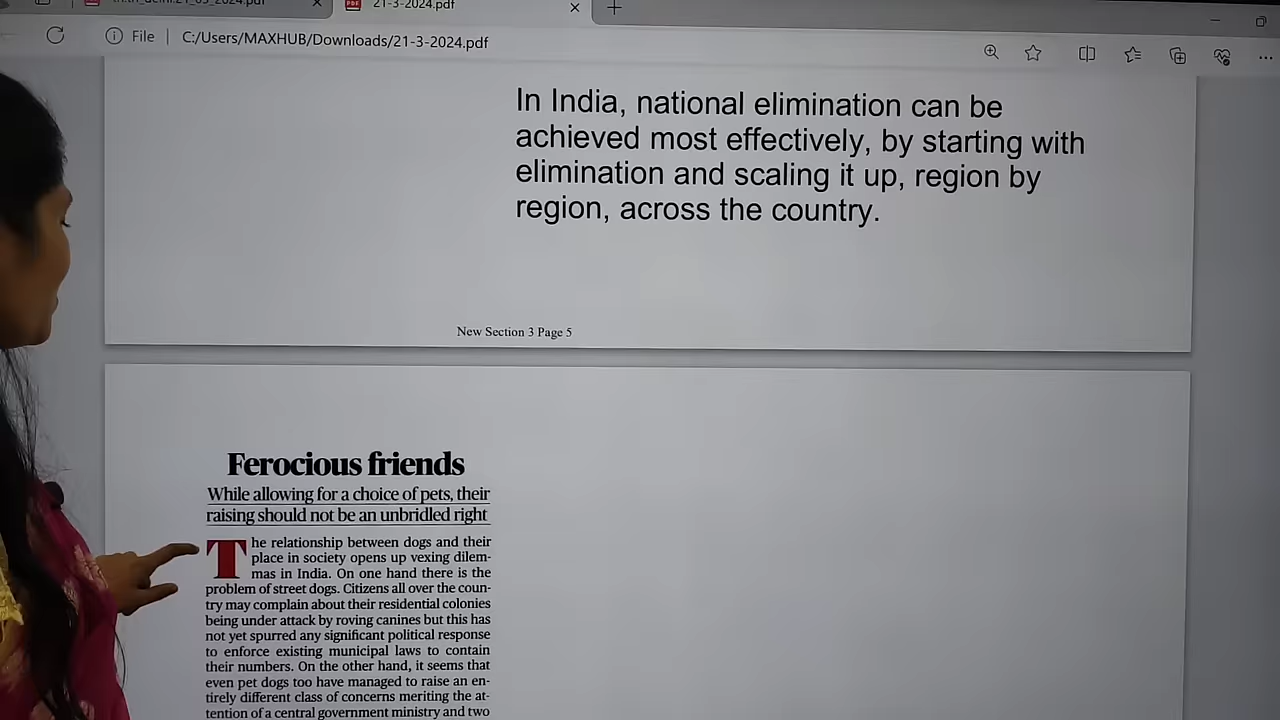 21-3-2024.pdf
File
C:/Users/MAXHUB/Downloads/21-3-2024.pdf
In India, national elimination can be
achieved most effectively, by starting with
elimination and scaling it up, region by
region, across the country.
New Section 3 Page 5
Ferocious friends
While allowing for a choice of pets, their
raising should not be an unbridled right
The relationship between dogs and their
place in society opens up vexing dilem-
mas in India. On one hand there is the
problem of street dogs. Citizens all over the coun-
try may complain about their residential colonies
being under attack by roving canines but this has
not yet spurred any significant political response
to enforce existing municipal laws to contain
their numbers. On the other hand, it seems that
even pet dogs too have managed to raise an en-
tirely different class of concerns meriting the at-
tention of a central government ministry and two